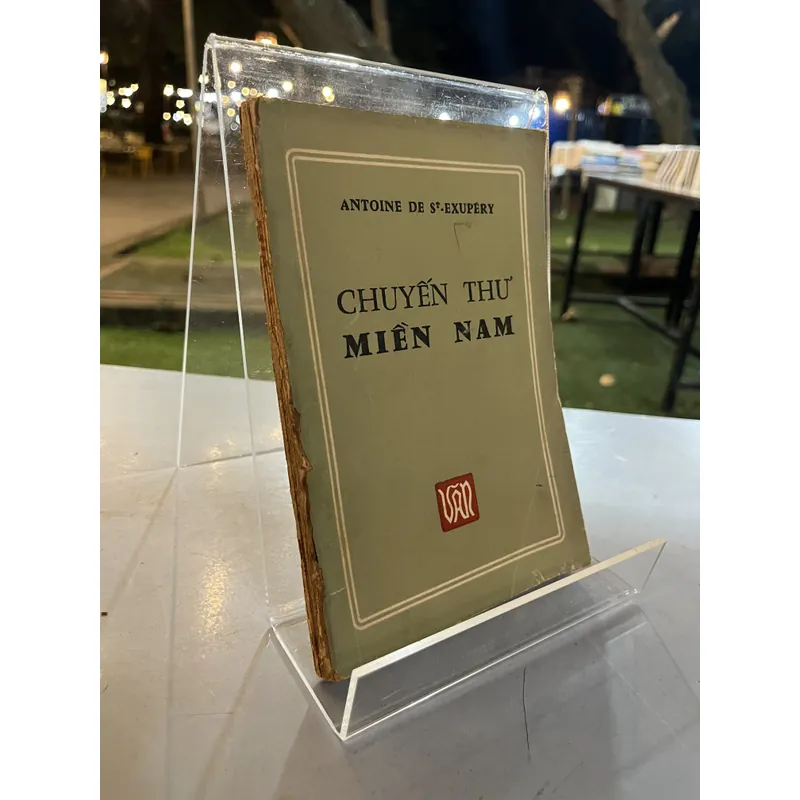 ANTOINE DE Sᵗ-EXUPÉRY
CHUYẾN THƯ
MIỀN NAM
VĂN